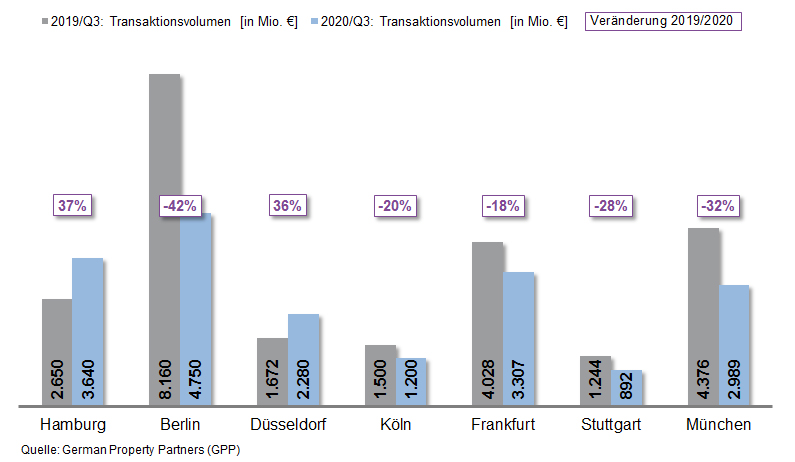 2019/Q3: Transaktionsvolumen [in Mio. €] 2020/Q3: Transaktionsvolumen [in Mio. €] Veränderung 2019/2020
37% -42% 36% -20% -18% -28% -32%
2.650 3.640 8.160 4.750 1.672 2.280 1.500 1.200 4.028 3.307 1.244 892 4.376 2.989
Hamburg Berlin Düsseldorf Köln Frankfurt Stuttgart München
Quelle: German Property Partners (GPP)